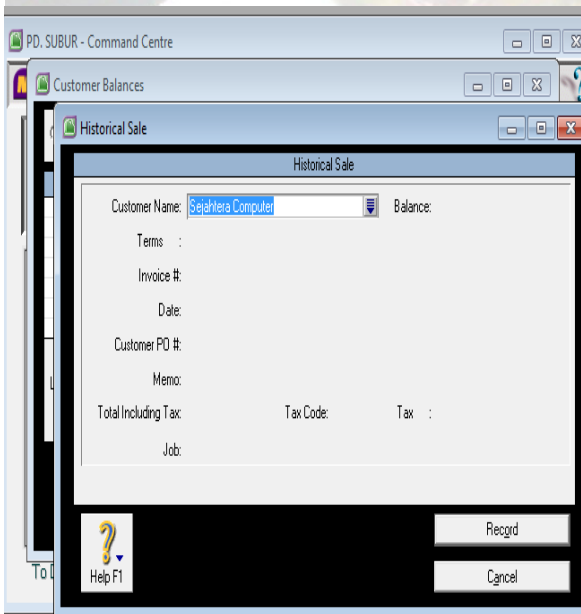 PD. SUBUR - Command Centre
Customer Balances
Historical Sale
Historical Sale
Customer Name: Sejahtera Computer Balance:
Terms :
Invoice #:
Date:
Customer PO #:
Memo:
Total Including Tax: Tax Code: Tax :
Job:
Record
Help F1 Cancel